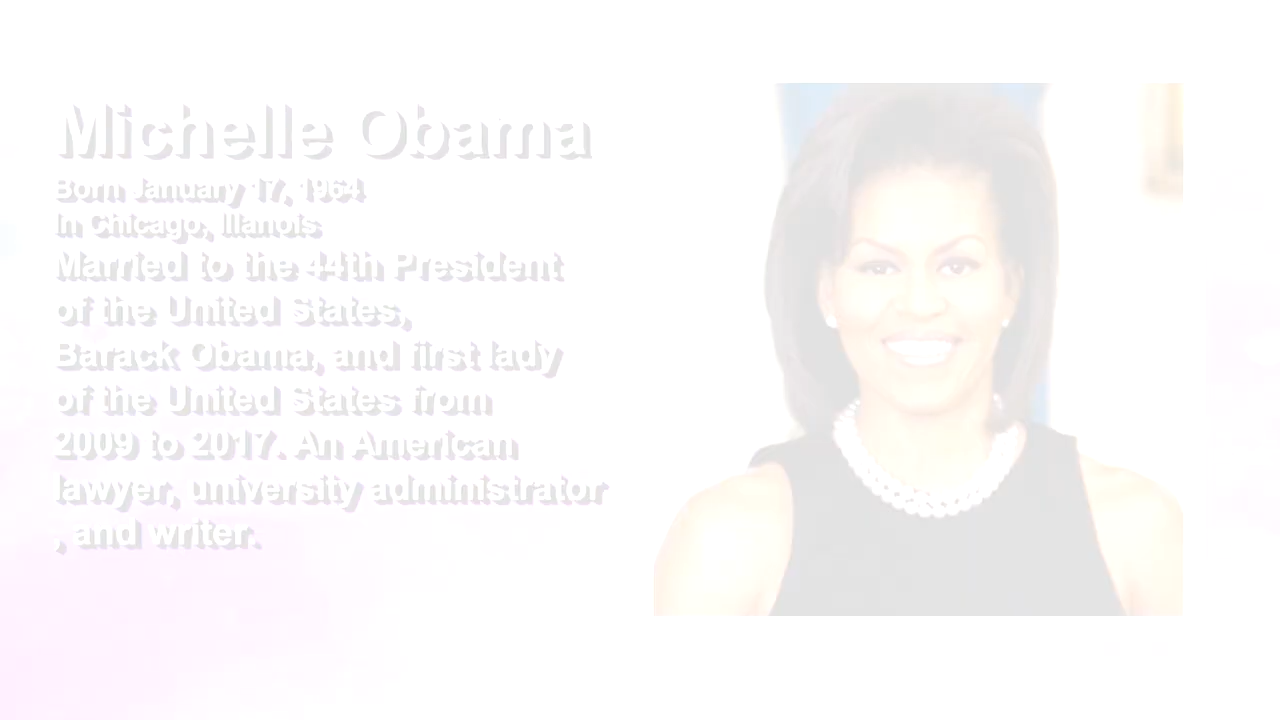 Michelle Obama
Born January 17, 1964
in Chicago, Illanois
Married to the 44th President
of the United States,
Barack Obama, and first lady
of the United States from
2009 to 2017. An American
lawyer, university administrator
, and writer.